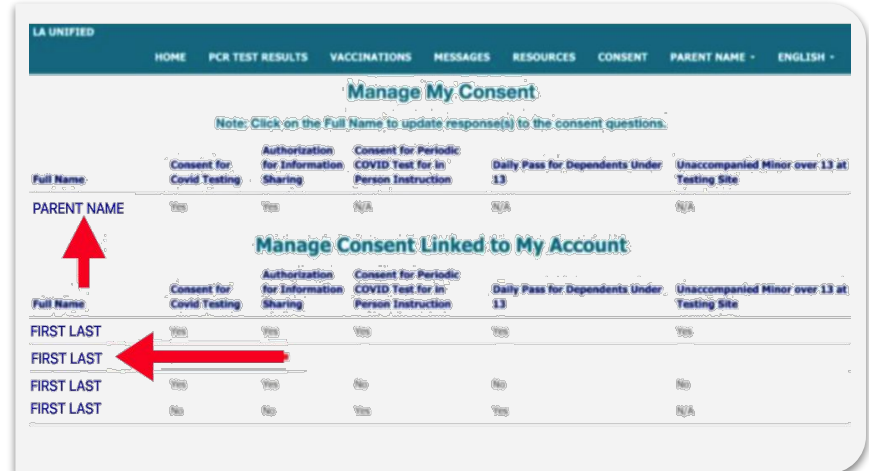 LA UNIFIED
HOME PCR TEST RESULTS VACCINATIONS MESSAGES RESOURCES CONSENT PARENT NAME - ENGLISH -
Manage My Consent
Note: Click on the Full Name to update response(s) to the consent questions.
Authorization Consent for Periodic
Consent for for Information COVID Test for in Daily Pass for Dependents Under Unaccompanied Minor over 13 at
Full Name Covid Testing Sharing Person Instruction 13 Testing Site
PARENT NAME Yes Yes N/A N/A N/A
Manage Consent Linked to My Account
Authorization Consent for Periodic
Consent for for Information COVID Test for in Daily Pass for Dependents Under Unaccompanied Minor over 13 at
Full Name Covid Testing Sharing Person Instruction 13 Testing Site
FIRST LAST Yes Yes Yes Yes Yes
FIRST LAST
FIRST LAST Yes Yes No No No
FIRST LAST No No Yes Yes N/A